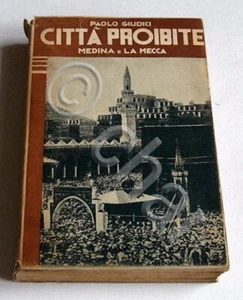 PAOLO GIUDICI
CITTÀ PROIBITE
MEDINA E LA MECCA